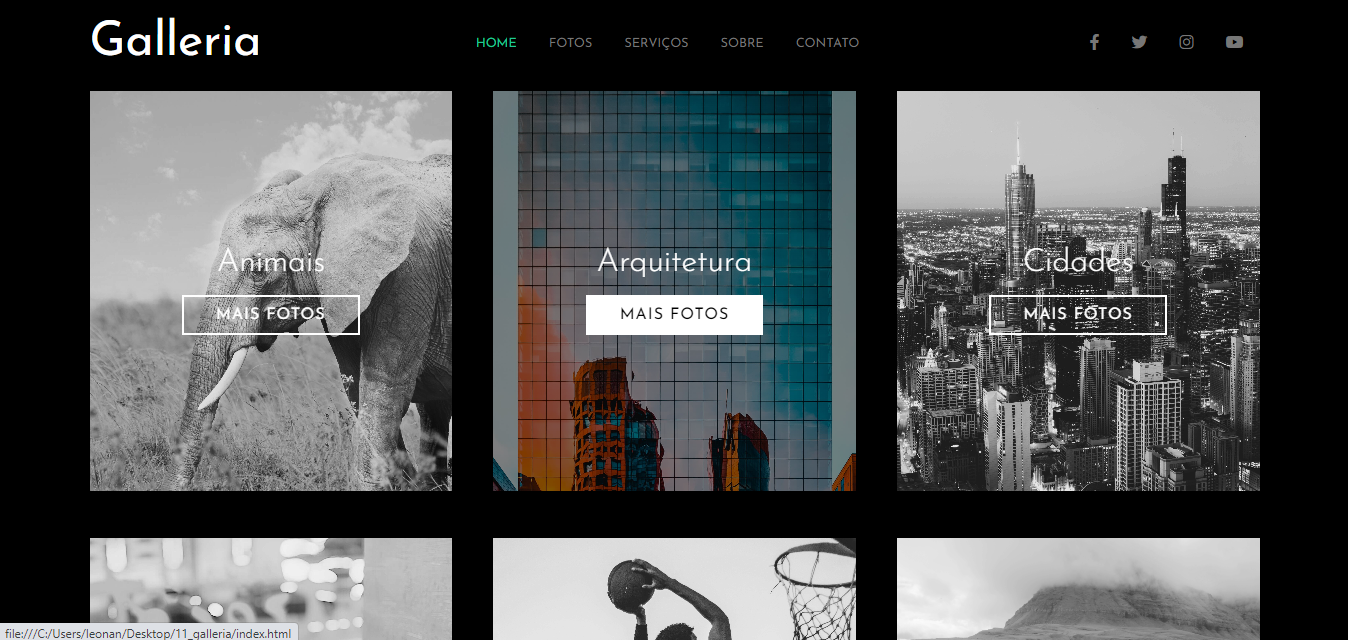 Galleria
HOME FOTOS SERVIÇOS SOBRE CONTATO
Animais
MAIS FOTOS
Arquitetura
MAIS FOTOS
Cidades
MAIS FOTOS
file:///C:/Users/leonan/Desktop/11_galleria/index.html